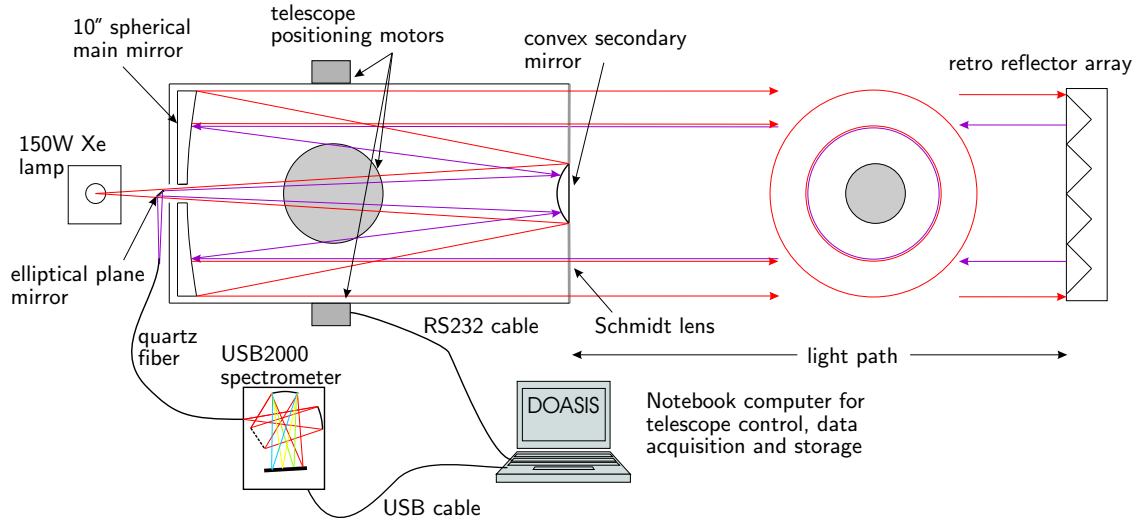 10" spherical
main mirror
telescope
positioning motors
convex secondary
mirror
retro reflector array
150W Xe
lamp
elliptical plane
mirror
quartz
fiber
RS232 cable
Schmidt lens
light path
USB2000
spectrometer
DOASIS
Notebook computer for
telescope control, data
acquisition and storage
USB cable